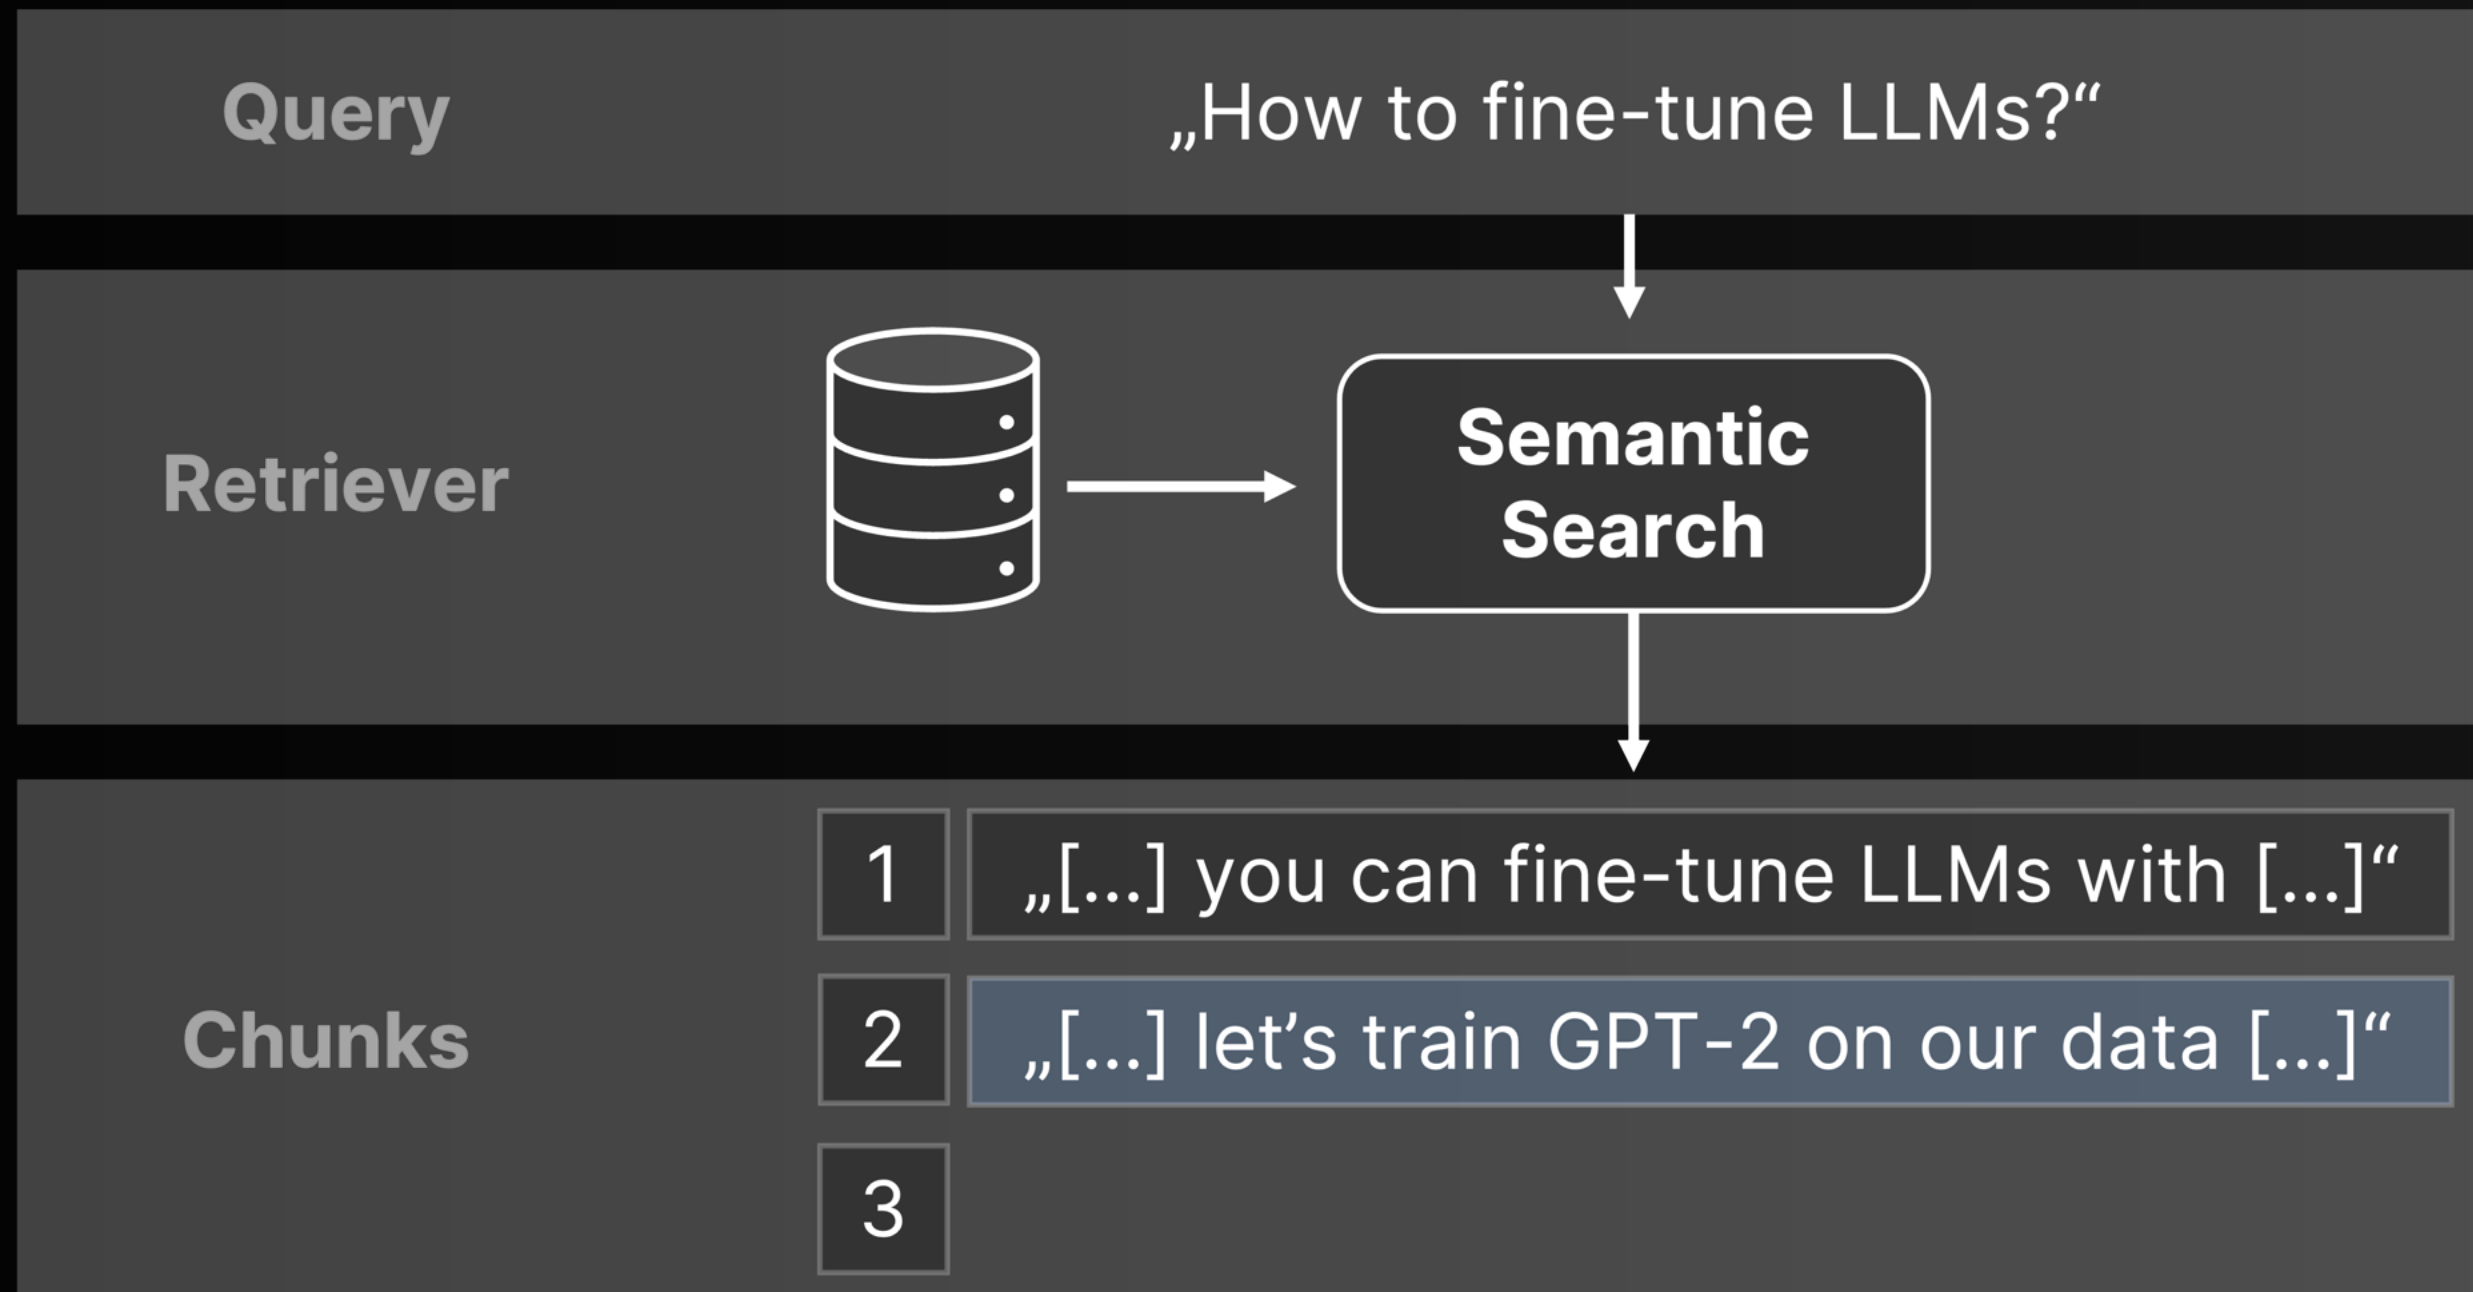 Query
„How to fine-tune LLMs?“
Retriever
Semantic
Search
Chunks
1
„[...] you can fine-tune LLMs with [...]“
2
„[...] let’s train GPT-2 on our data [...]“
3